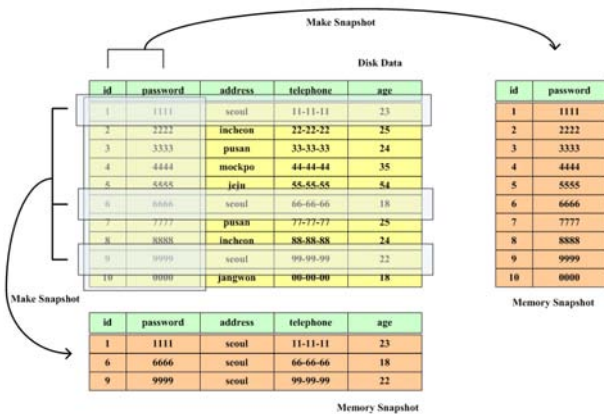 Make Snapshot
Disk Data
id password address telephone age
1 1111 seoul 11-11-11 23
2 2222 incheon 22-22-22 25
3 3333 pusan 33-33-33 24
4 4444 mockpo 44-44-44 35
5 5555 jeju 55-55-55 54
6 6666 seoul 66-66-66 18
7 7777 pusan 77-77-77 25
8 8888 incheon 88-88-88 24
9 9999 seoul 99-99-99 22
10 0000 jangwon 00-00-00 18
id password
1 1111
2 2222
3 3333
4 4444
5 5555
6 6666
7 7777
8 8888
9 9999
10 0000
Memory Snapshot
Make Snapshot
id password address telephone age
1 1111 seoul 11-11-11 23
6 6666 seoul 66-66-66 18
9 9999 seoul 99-99-99 22
Memory Snapshot